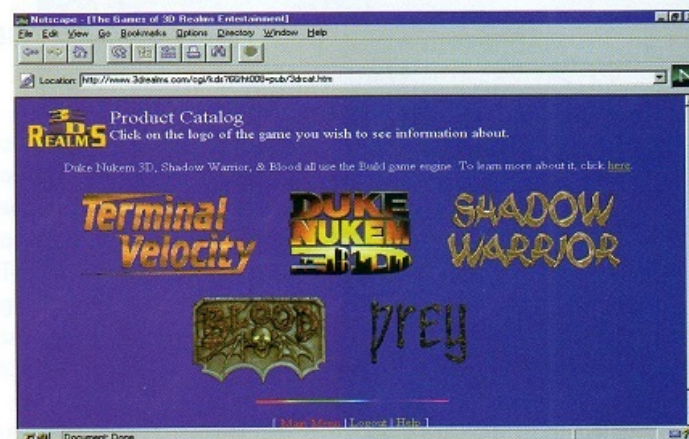 Netscape - [The Games of 3D Realms Entertainment]
File Edit View Go Bookmarks Options Directory Window Help
Location: http://www.3drealms.com/cgi/kds766/ht008=pub/3drcat.htm
3D REALMS
Product Catalog
Click on the logo of the game you wish to see information about.
Duke Nukem 3D, Shadow Warrior, & Blood all use the Build game engine. To learn more about it, click here.
Terminal Velocity
DUKE NUKEM 3D
SHADOW WARRIOR
BLOOD
prey
[ Main Menu | Logout | Help ]
Document: Done